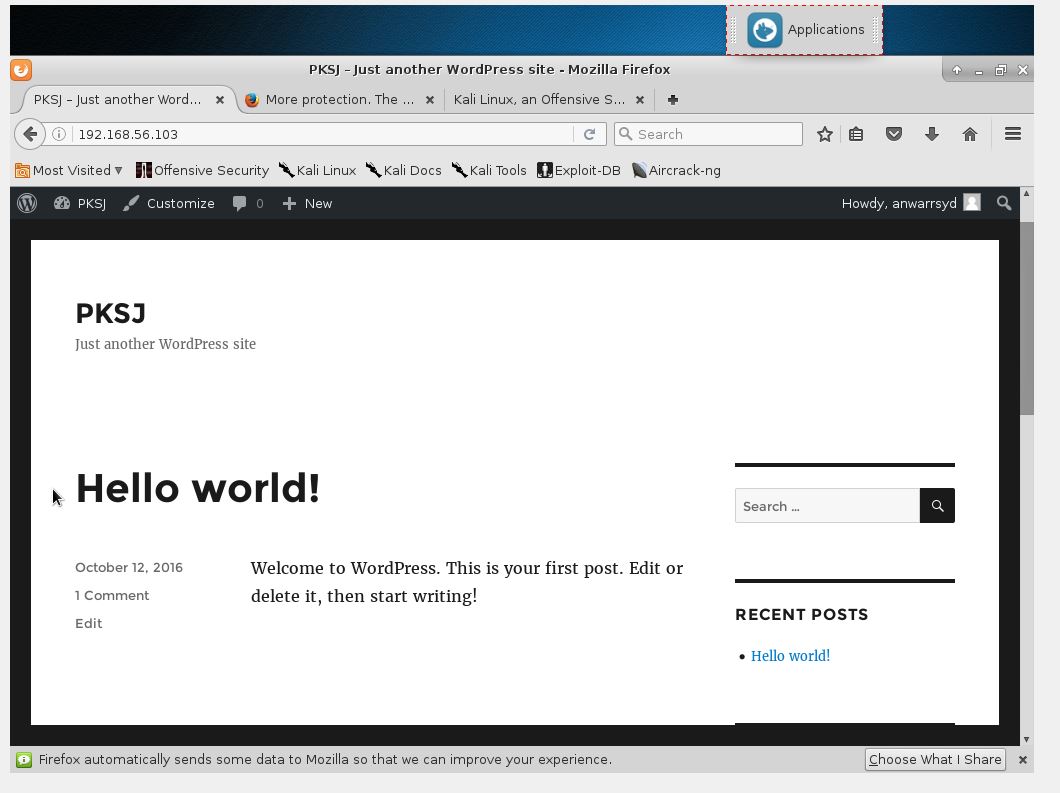 Applications
PKSJ – Just another WordPress site - Mozilla Firefox
PKSJ – Just another Word... More protection. The ... Kali Linux, an Offensive S...
192.168.56.103 Search
Most Visited Offensive Security Kali Linux Kali Docs Kali Tools Exploit-DB Aircrack-ng
PKSJ Customize 0 New Howdy, anwarrsyd
PKSJ
Just another WordPress site
Hello world!
Search …
October 12, 2016
1 Comment
Edit
Welcome to WordPress. This is your first post. Edit or
delete it, then start writing!
RECENT POSTS
Hello world!
Firefox automatically sends some data to Mozilla so that we can improve your experience. Choose What I Share